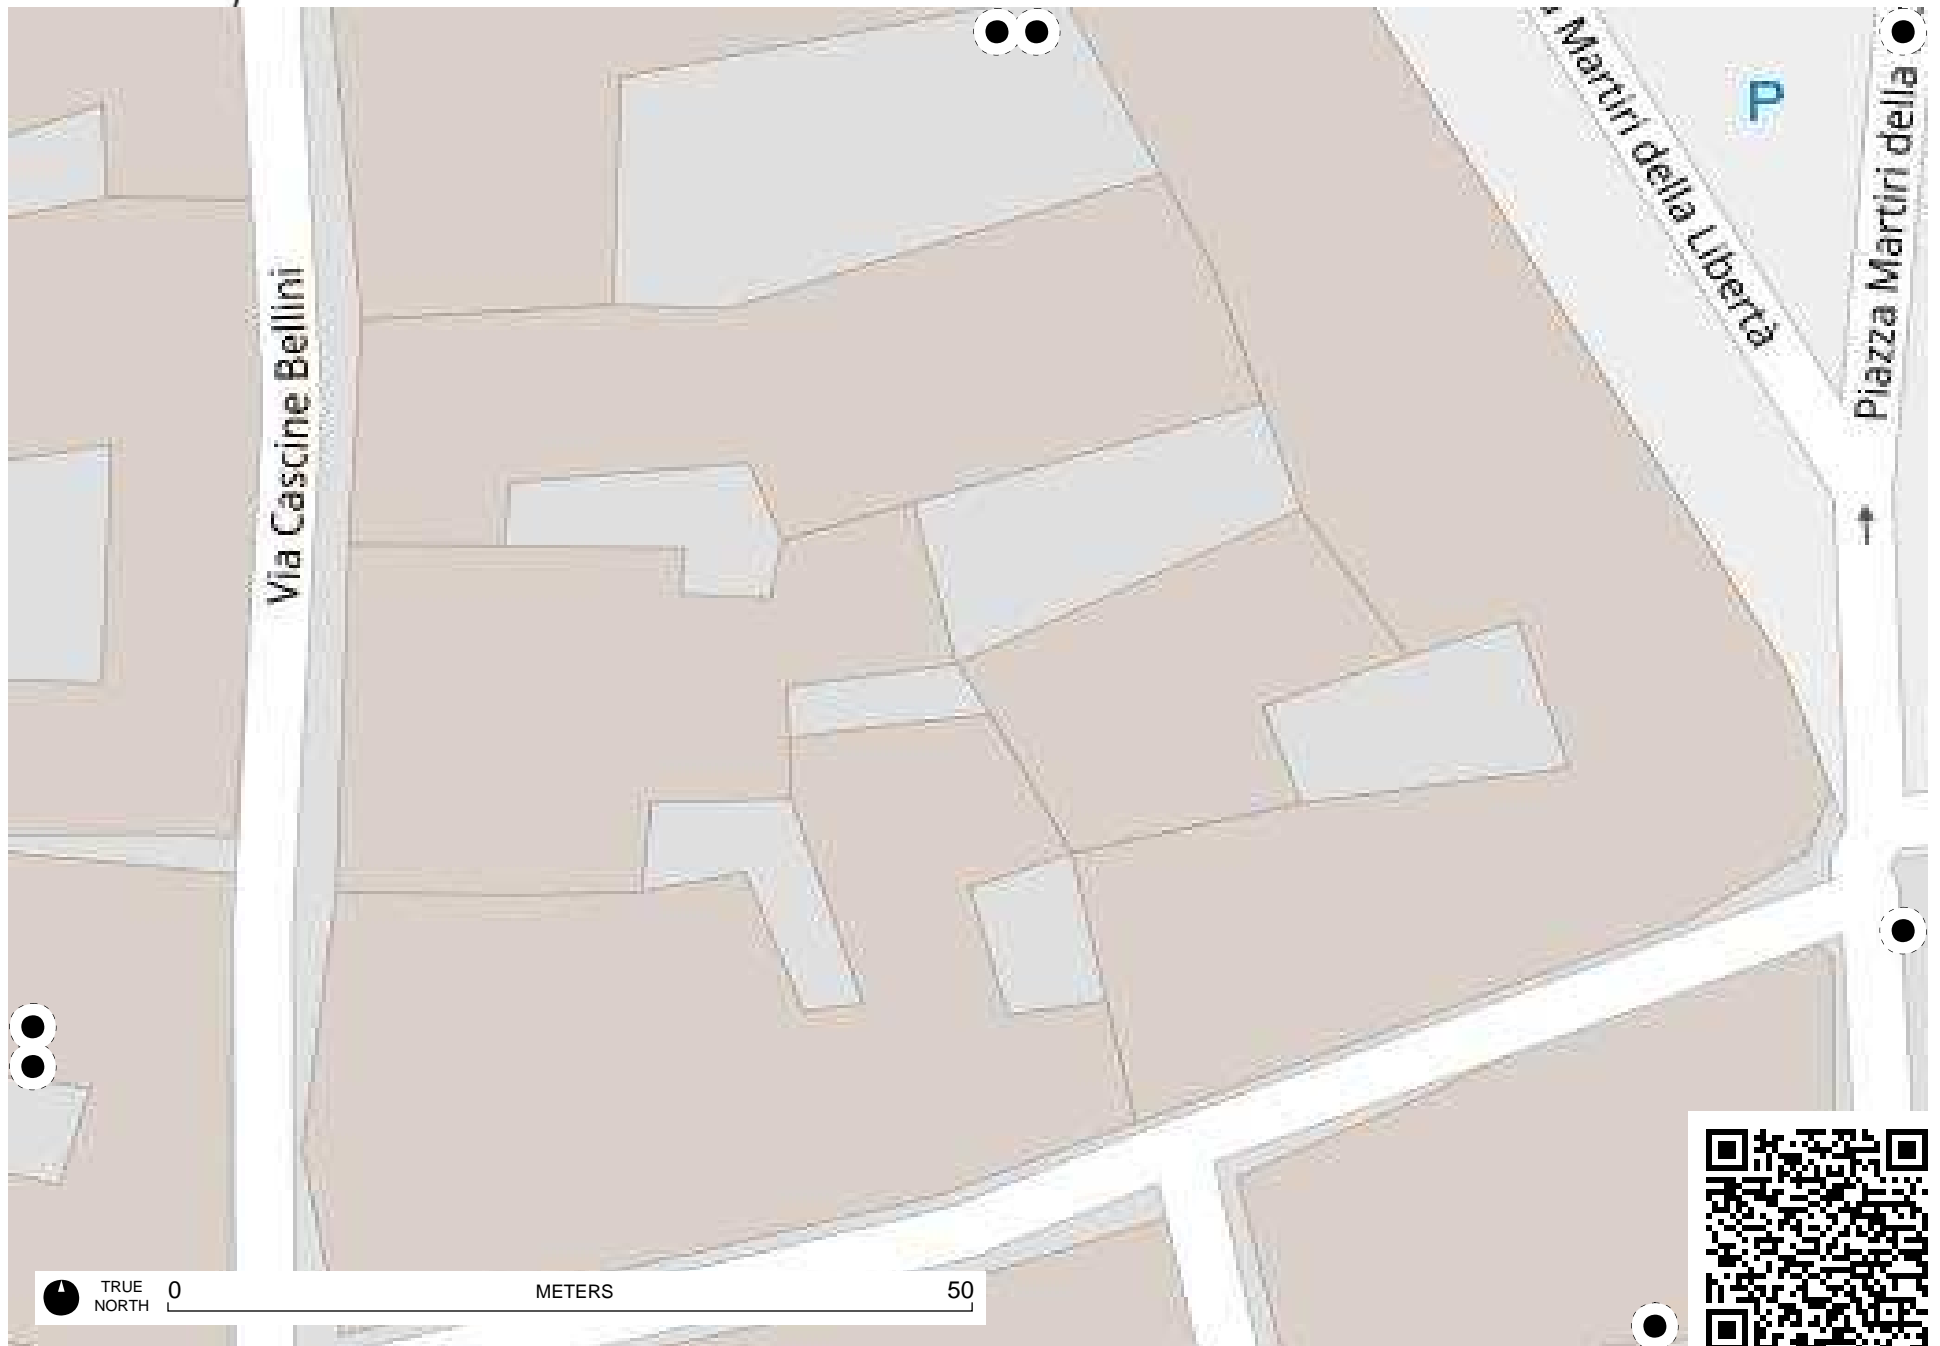 Martiri della Libertà
P
Piazza Martiri della
Via Cascine Bellini
TRUE
NORTH
0
METERS
50